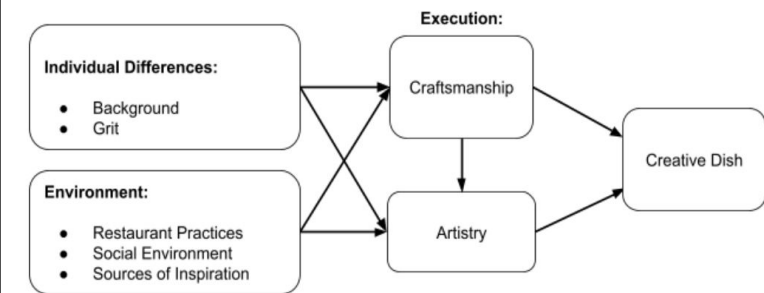 Execution:
Individual Differences:
● Background
● Grit
Craftsmanship
Creative Dish
Environment:
● Restaurant Practices
● Social Environment
● Sources of Inspiration
Artistry